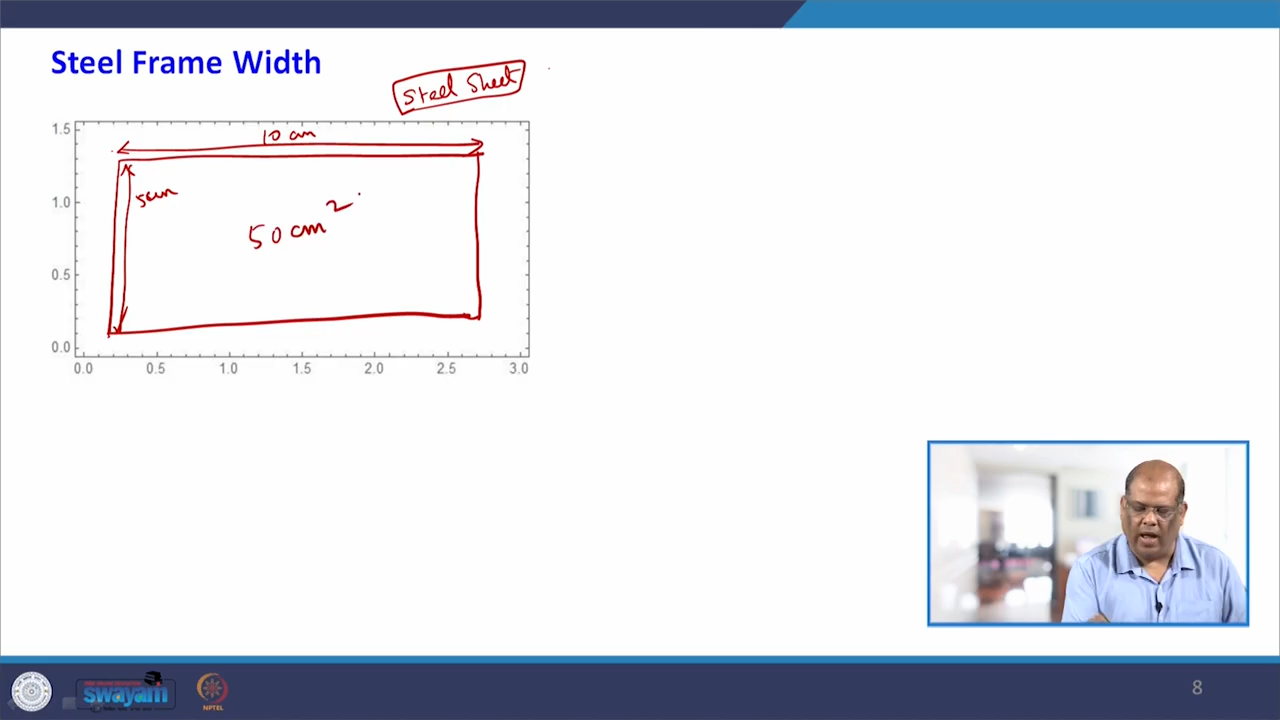 Steel Frame Width
Steel Sheet
1.5
10 cm
5cm
1.0
50 cm²
0.5
0.0
0.0 0.5 1.0 1.5 2.0 2.5 3.0
swayam
NPTEL
8